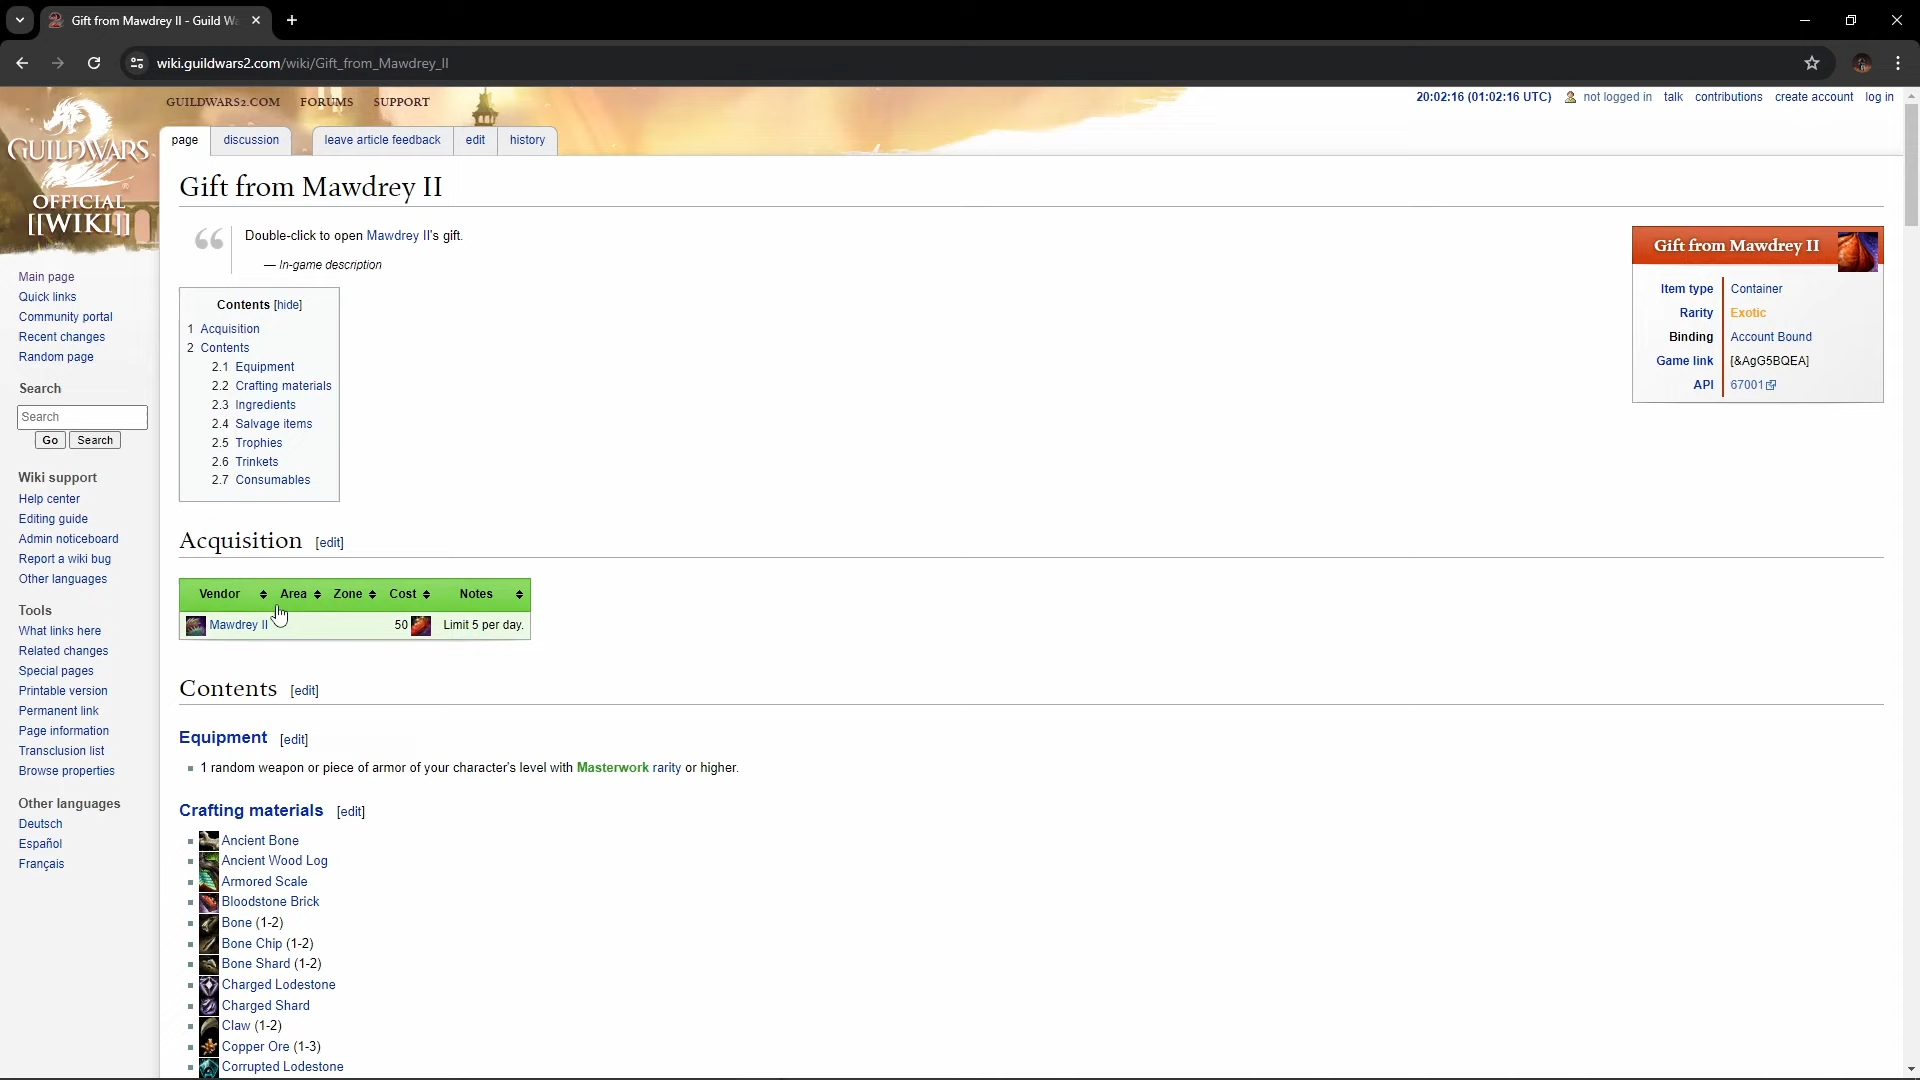 Gift from Mawdrey II - Guild W
wiki.guildwars2.com/wiki/Gift_from_Mawdrey_II
GUILDWARS2.COM FORUMS SUPPORT
20:02:16 (01:02:16 UTC) not logged in talk contributions create account log in
page discussion leave article feedback edit history
GUILDWARS
OFFICIAL
[[WIKI]]
Main page
Quick links
Community portal
Recent changes
Random page
Search
Search
Go Search
Wiki support
Help center
Editing guide
Admin noticeboard
Report a wiki bug
Other languages
Tools
What links here
Related changes
Special pages
Printable version
Permanent link
Page information
Transclusion list
Browse properties
Other languages
Deutsch
Español
Français
Gift from Mawdrey II
“ Double-click to open Mawdrey II's gift.
— In-game description
Contents [hide]
1 Acquisition
2 Contents
2.1 Equipment
2.2 Crafting materials
2.3 Ingredients
2.4 Salvage items
2.5 Trophies
2.6 Trinkets
2.7 Consumables
Gift from Mawdrey II
Item type Container
Rarity Exotic
Binding Account Bound
Game link [&AgG5BQEA]
API 67001
Acquisition [edit]
Vendor Area Zone Cost Notes
Mawdrey II 50 Limit 5 per day.
Contents [edit]
Equipment [edit]
1 random weapon or piece of armor of your character's level with Masterwork rarity or higher.
Crafting materials [edit]
Ancient Bone
Ancient Wood Log
Armored Scale
Bloodstone Brick
Bone (1-2)
Bone Chip (1-2)
Bone Shard (1-2)
Charged Lodestone
Charged Shard
Claw (1-2)
Copper Ore (1-3)
Corrupted Lodestone